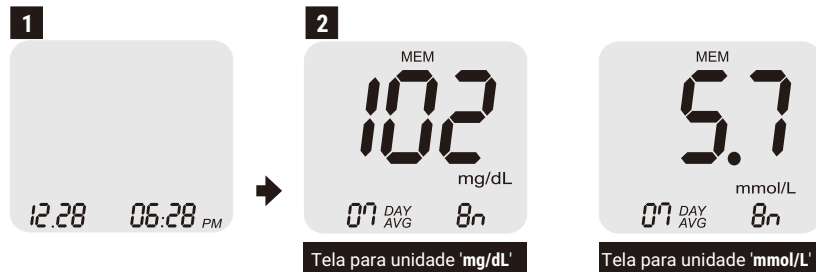 1
12.28 06:28 PM
2
MEM
102
mg/dL
07 DAY AVG 8n
Tela para unidade 'mg/dL'
MEM
5.7
mmol/L
07 DAY AVG 8n
Tela para unidade 'mmol/L'